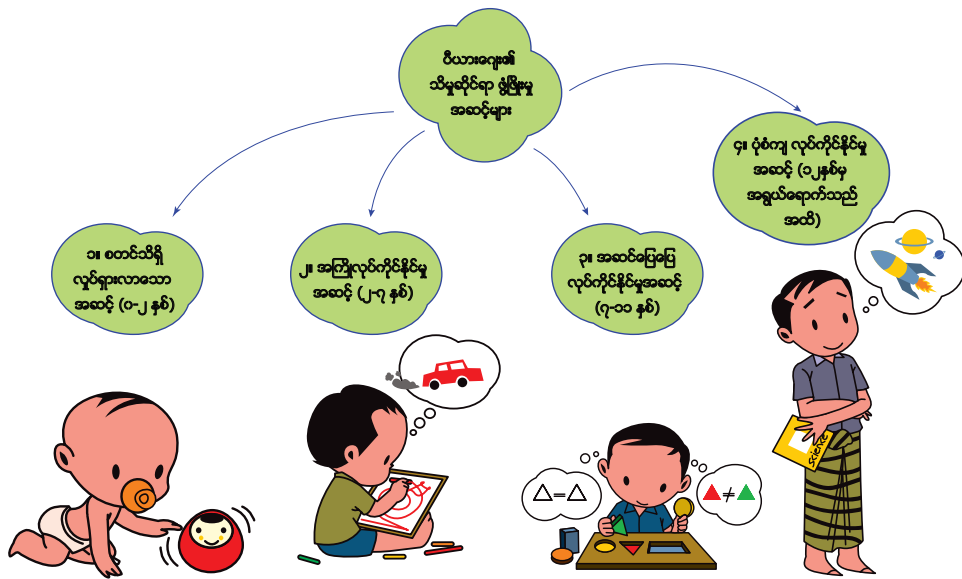 ပီယားဂျေး၏
သိမှုဆိုင်ရာ ဖွံ့ဖြိုးမှု
အဆင့်များ
၁။ စတင်သိရှိ
လှုပ်ရှားလာသော
အဆင့် (၀-၂ နှစ်)
၂။ အကြိုလုပ်ကိုင်နိုင်မှု
အဆင့် (၂-၇ နှစ်)
၃။ အဆင်ပြေပြေ
လုပ်ကိုင်နိုင်မှုအဆင့်
(၇-၁၁ နှစ်)
၄။ ပုံစံကျ လုပ်ကိုင်နိုင်မှု
အဆင့် (၁၂နှစ်မှ
အရွယ်ရောက်သည်
အထိ)
△=△
▲≠▲
science